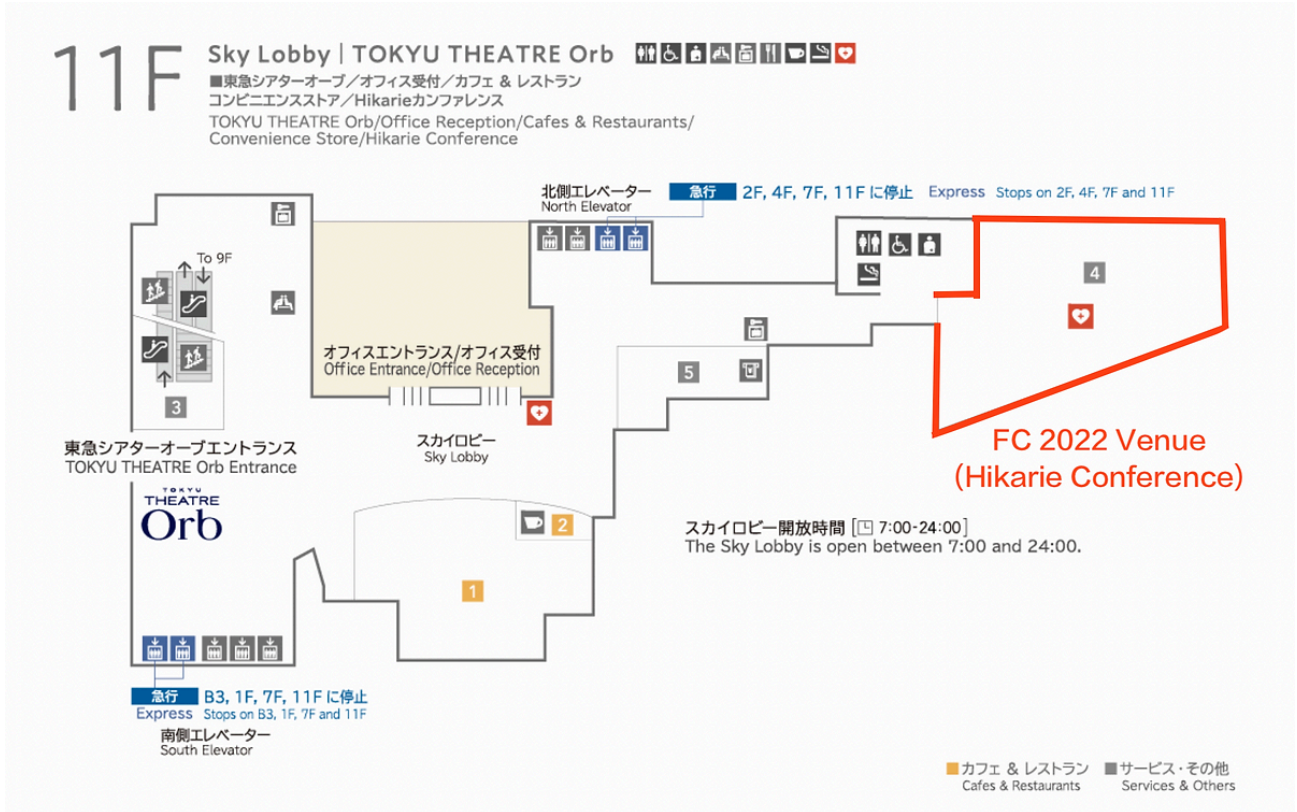 11F
Sky Lobby | TOKYU THEATRE Orb
■東急シアターオーブ／オフィス受付／カフェ & レストラン
コンビニエンスストア／Hikarieカンファレンス
TOKYU THEATRE Orb/Office Reception/Cafes & Restaurants/
Convenience Store/Hikarie Conference
北側エレベーター
North Elevator
急行 2F, 4F, 7F, 11F に停止 Express Stops on 2F, 4F, 7F and 11F
To 9F
4
オフィスエントランス/オフィス受付
Office Entrance/Office Reception
5
3
スカイロビー
Sky Lobby
東急シアターオーブエントランス
TOKYU THEATRE Orb Entrance
FC 2022 Venue
(Hikarie Conference)
TOKYU
THEATRE
Orb
2
スカイロビー開放時間 [7:00-24:00]
The Sky Lobby is open between 7:00 and 24:00.
1
急行 B3, 1F, 7F, 11F に停止
Express Stops on B3, 1F, 7F and 11F
南側エレベーター
South Elevator
カフェ & レストラン
Cafes & Restaurants
サービス・その他
Services & Others